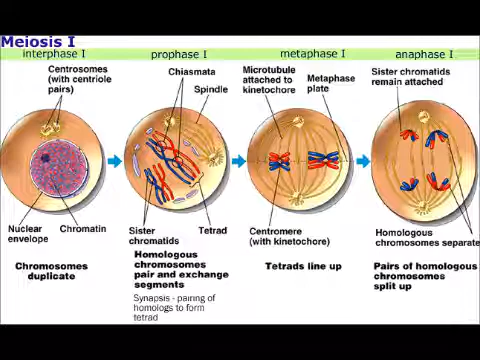 Meiosis I
interphase I
prophase I
metaphase I
anaphase I
Centrosomes
(with centriole
pairs)
Nuclear
envelope
Chromatin
Chromosomes
duplicate
Chiasmata
Spindle
Sister
chromatids
Tetrad
Homologous
chromosomes
pair and exchange
segments
Synapsis - pairing of
homologs to form
tetrad
Microtubule
attached to
kinetochore
Metaphase
plate
Centromere
(with kinetochore)
Tetrads line up
Sister chromatids
remain attached
Homologous
chromosomes separate
Pairs of homologous
chromosomes
split up